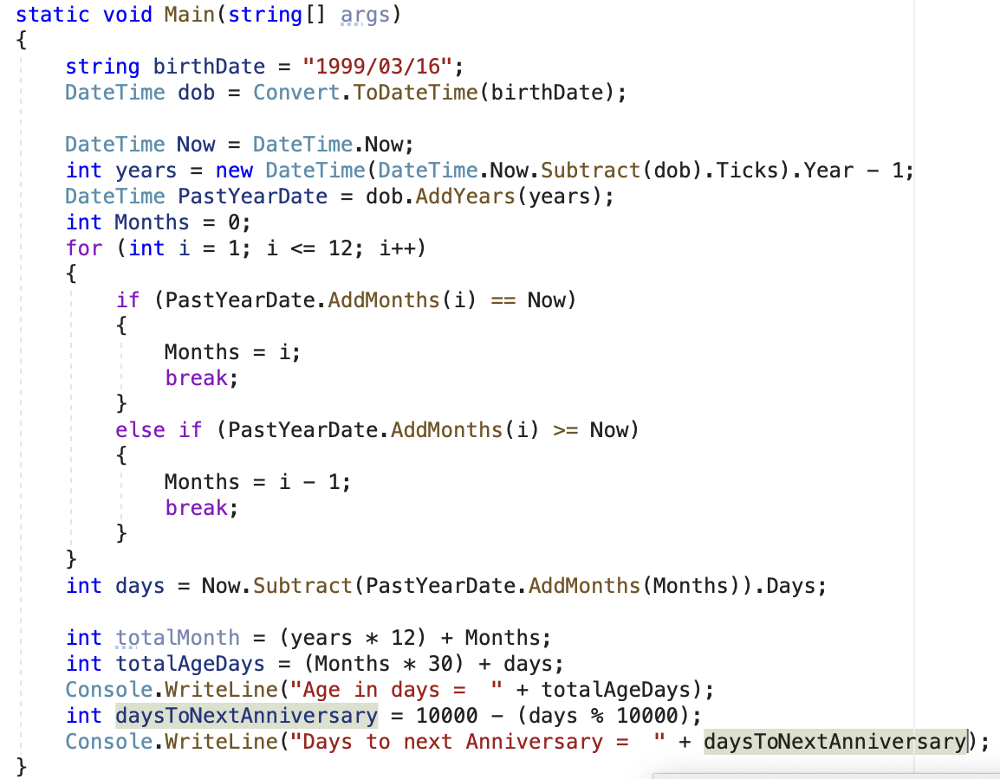 static void Main(string[] args)
{
    string birthDate = "1999/03/16";
    DateTime dob = Convert.ToDateTime(birthDate);

    DateTime Now = DateTime.Now;
    int years = new DateTime(DateTime.Now.Subtract(dob).Ticks).Year - 1;
    DateTime PastYearDate = dob.AddYears(years);
    int Months = 0;
    for (int i = 1; i <= 12; i++)
    {
        if (PastYearDate.AddMonths(i) == Now)
        {
            Months = i;
            break;
        }
        else if (PastYearDate.AddMonths(i) >= Now)
        {
            Months = i - 1;
            break;
        }
    }
    int days = Now.Subtract(PastYearDate.AddMonths(Months)).Days;

    int totalMonth = (years * 12) + Months;
    int totalAgeDays = (Months * 30) + days;
    Console.WriteLine("Age in days =  " + totalAgeDays);
    int daysToNextAnniversary = 10000 - (days % 10000);
    Console.WriteLine("Days to next Anniversary =  " + daysToNextAnniversary);
}